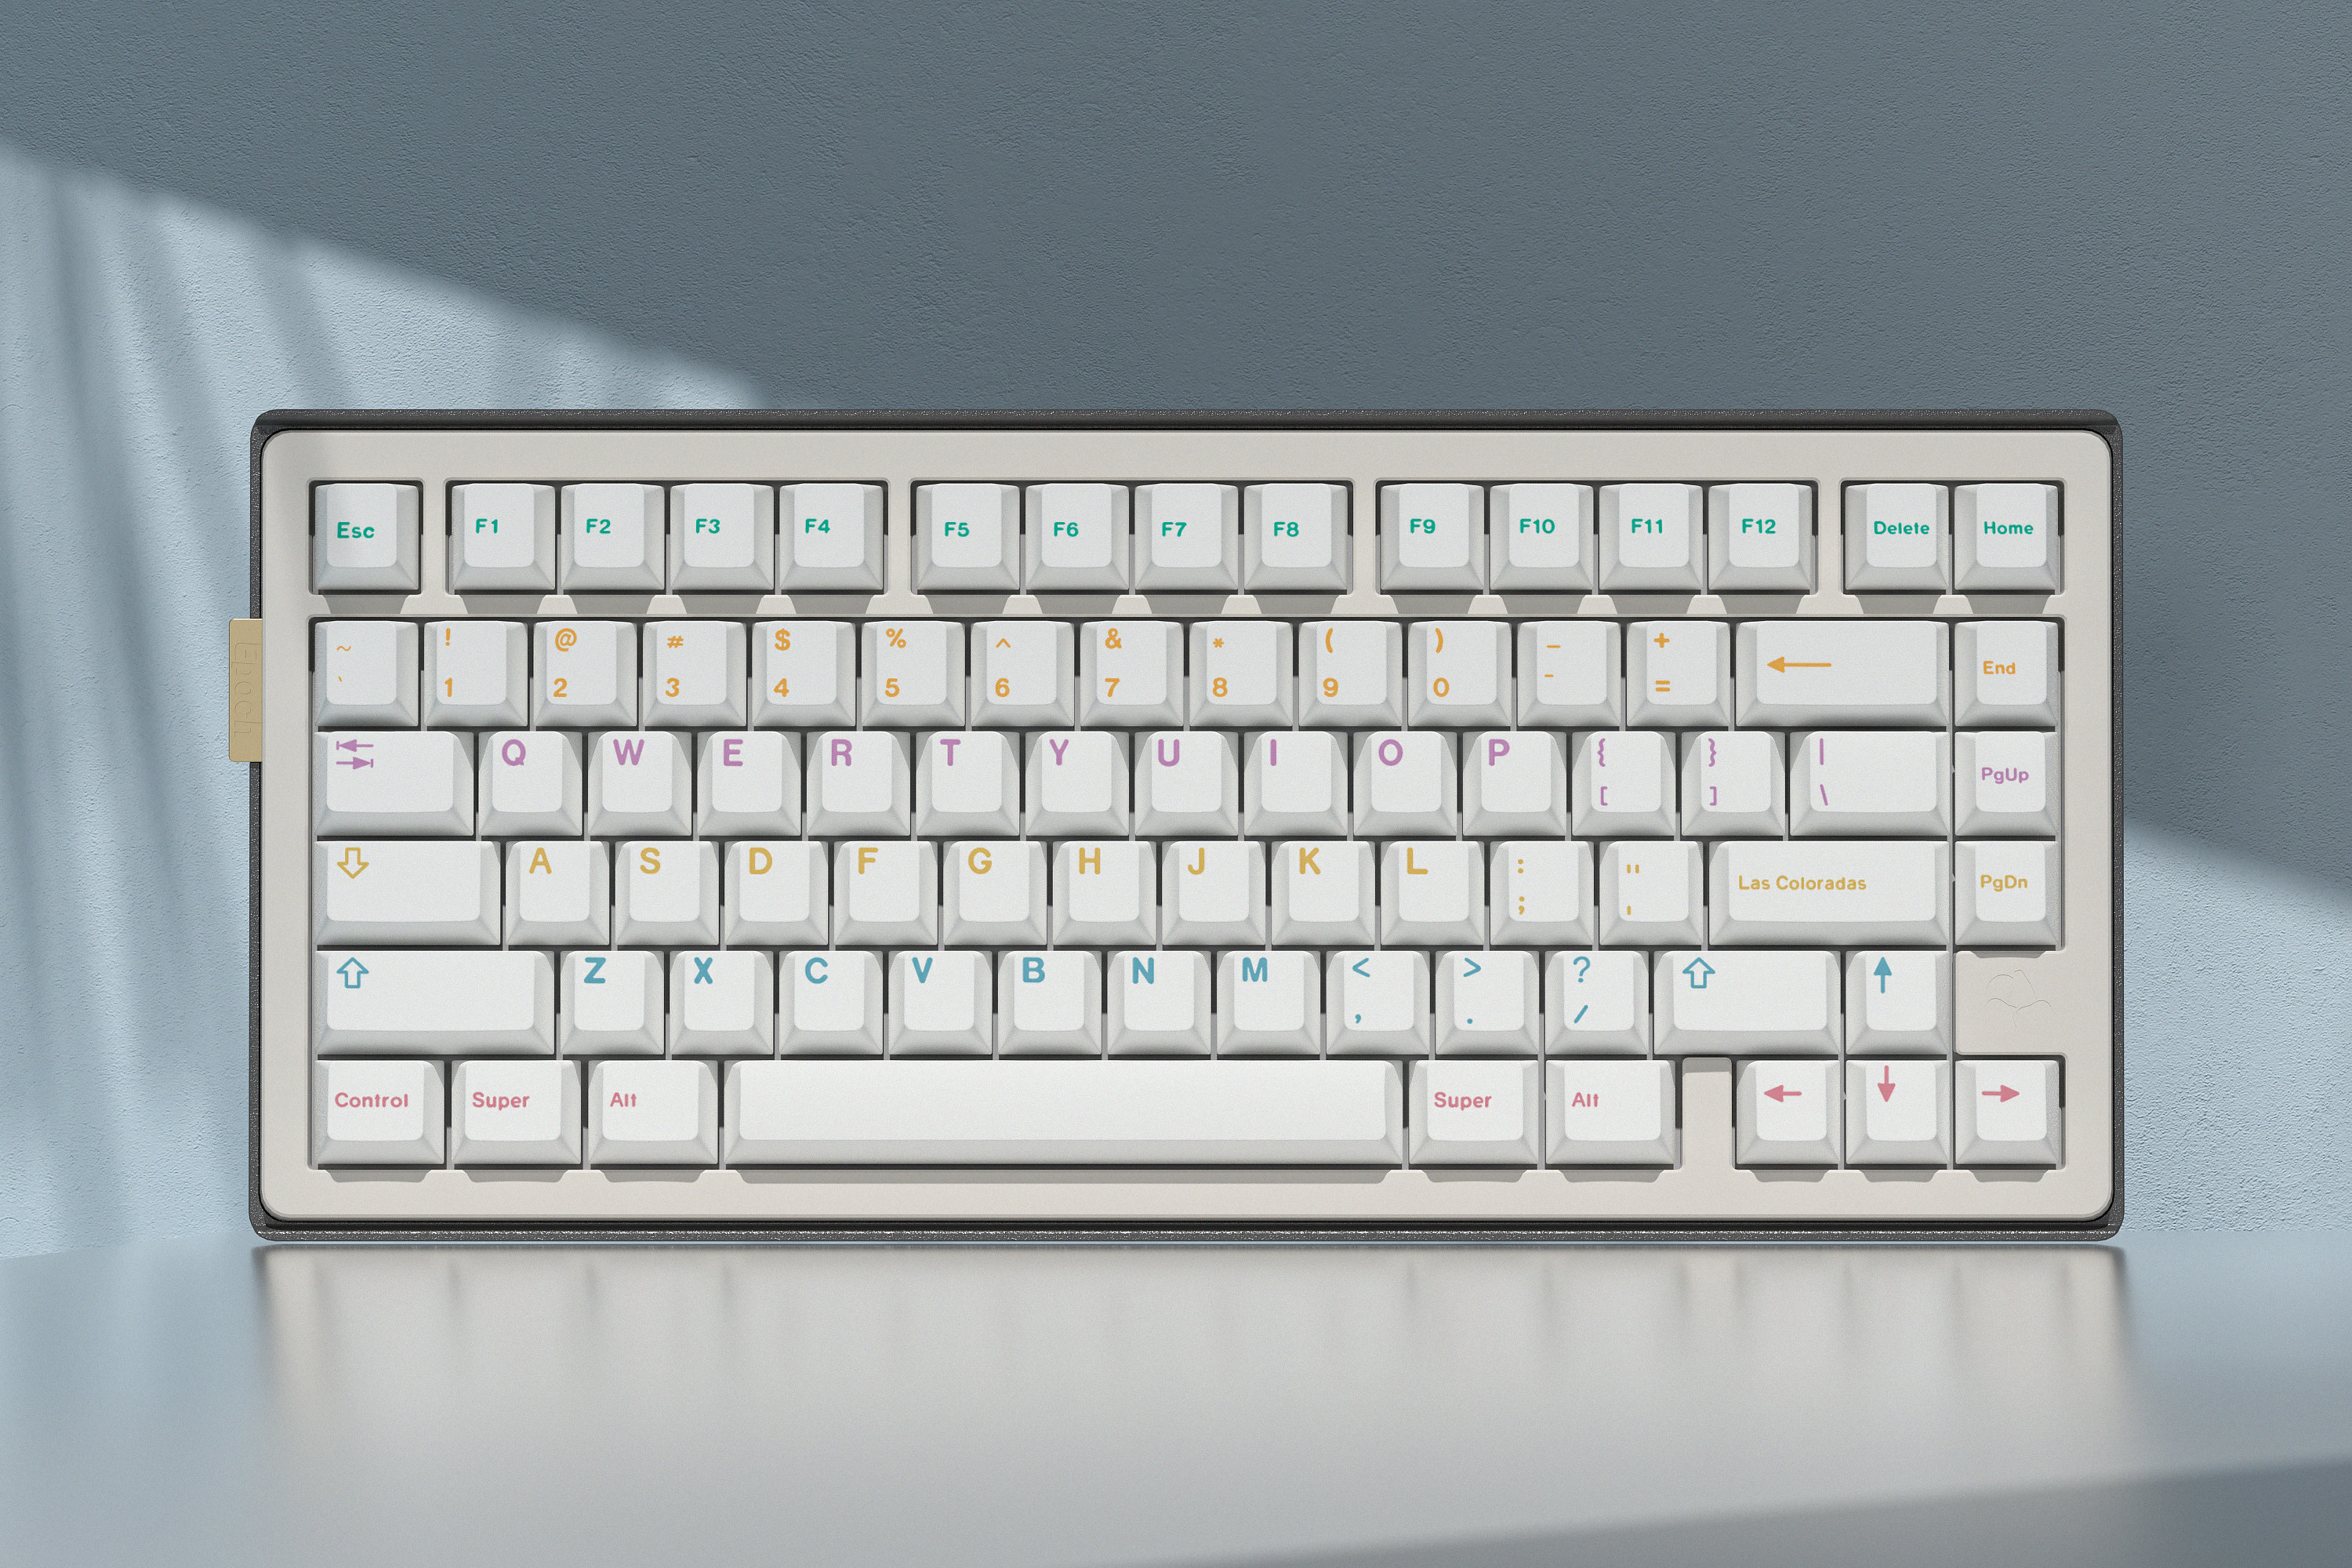 Esc F1 F2 F3 F4 F5 F6 F7 F8 F9 F10 F11 F12 Delete Home
~ ! @ # $ % ^ & * ( ) _ +
` 1 2 3 4 5 6 7 8 9 0 - = End
Q W E R T Y U I O P { } |
[ ] \ PgUp
A S D F G H J K L : "
; ' Las Coloradas PgDn
Z X C V B N M < > ?
, . /
Control Super Alt Super Alt
Epoch